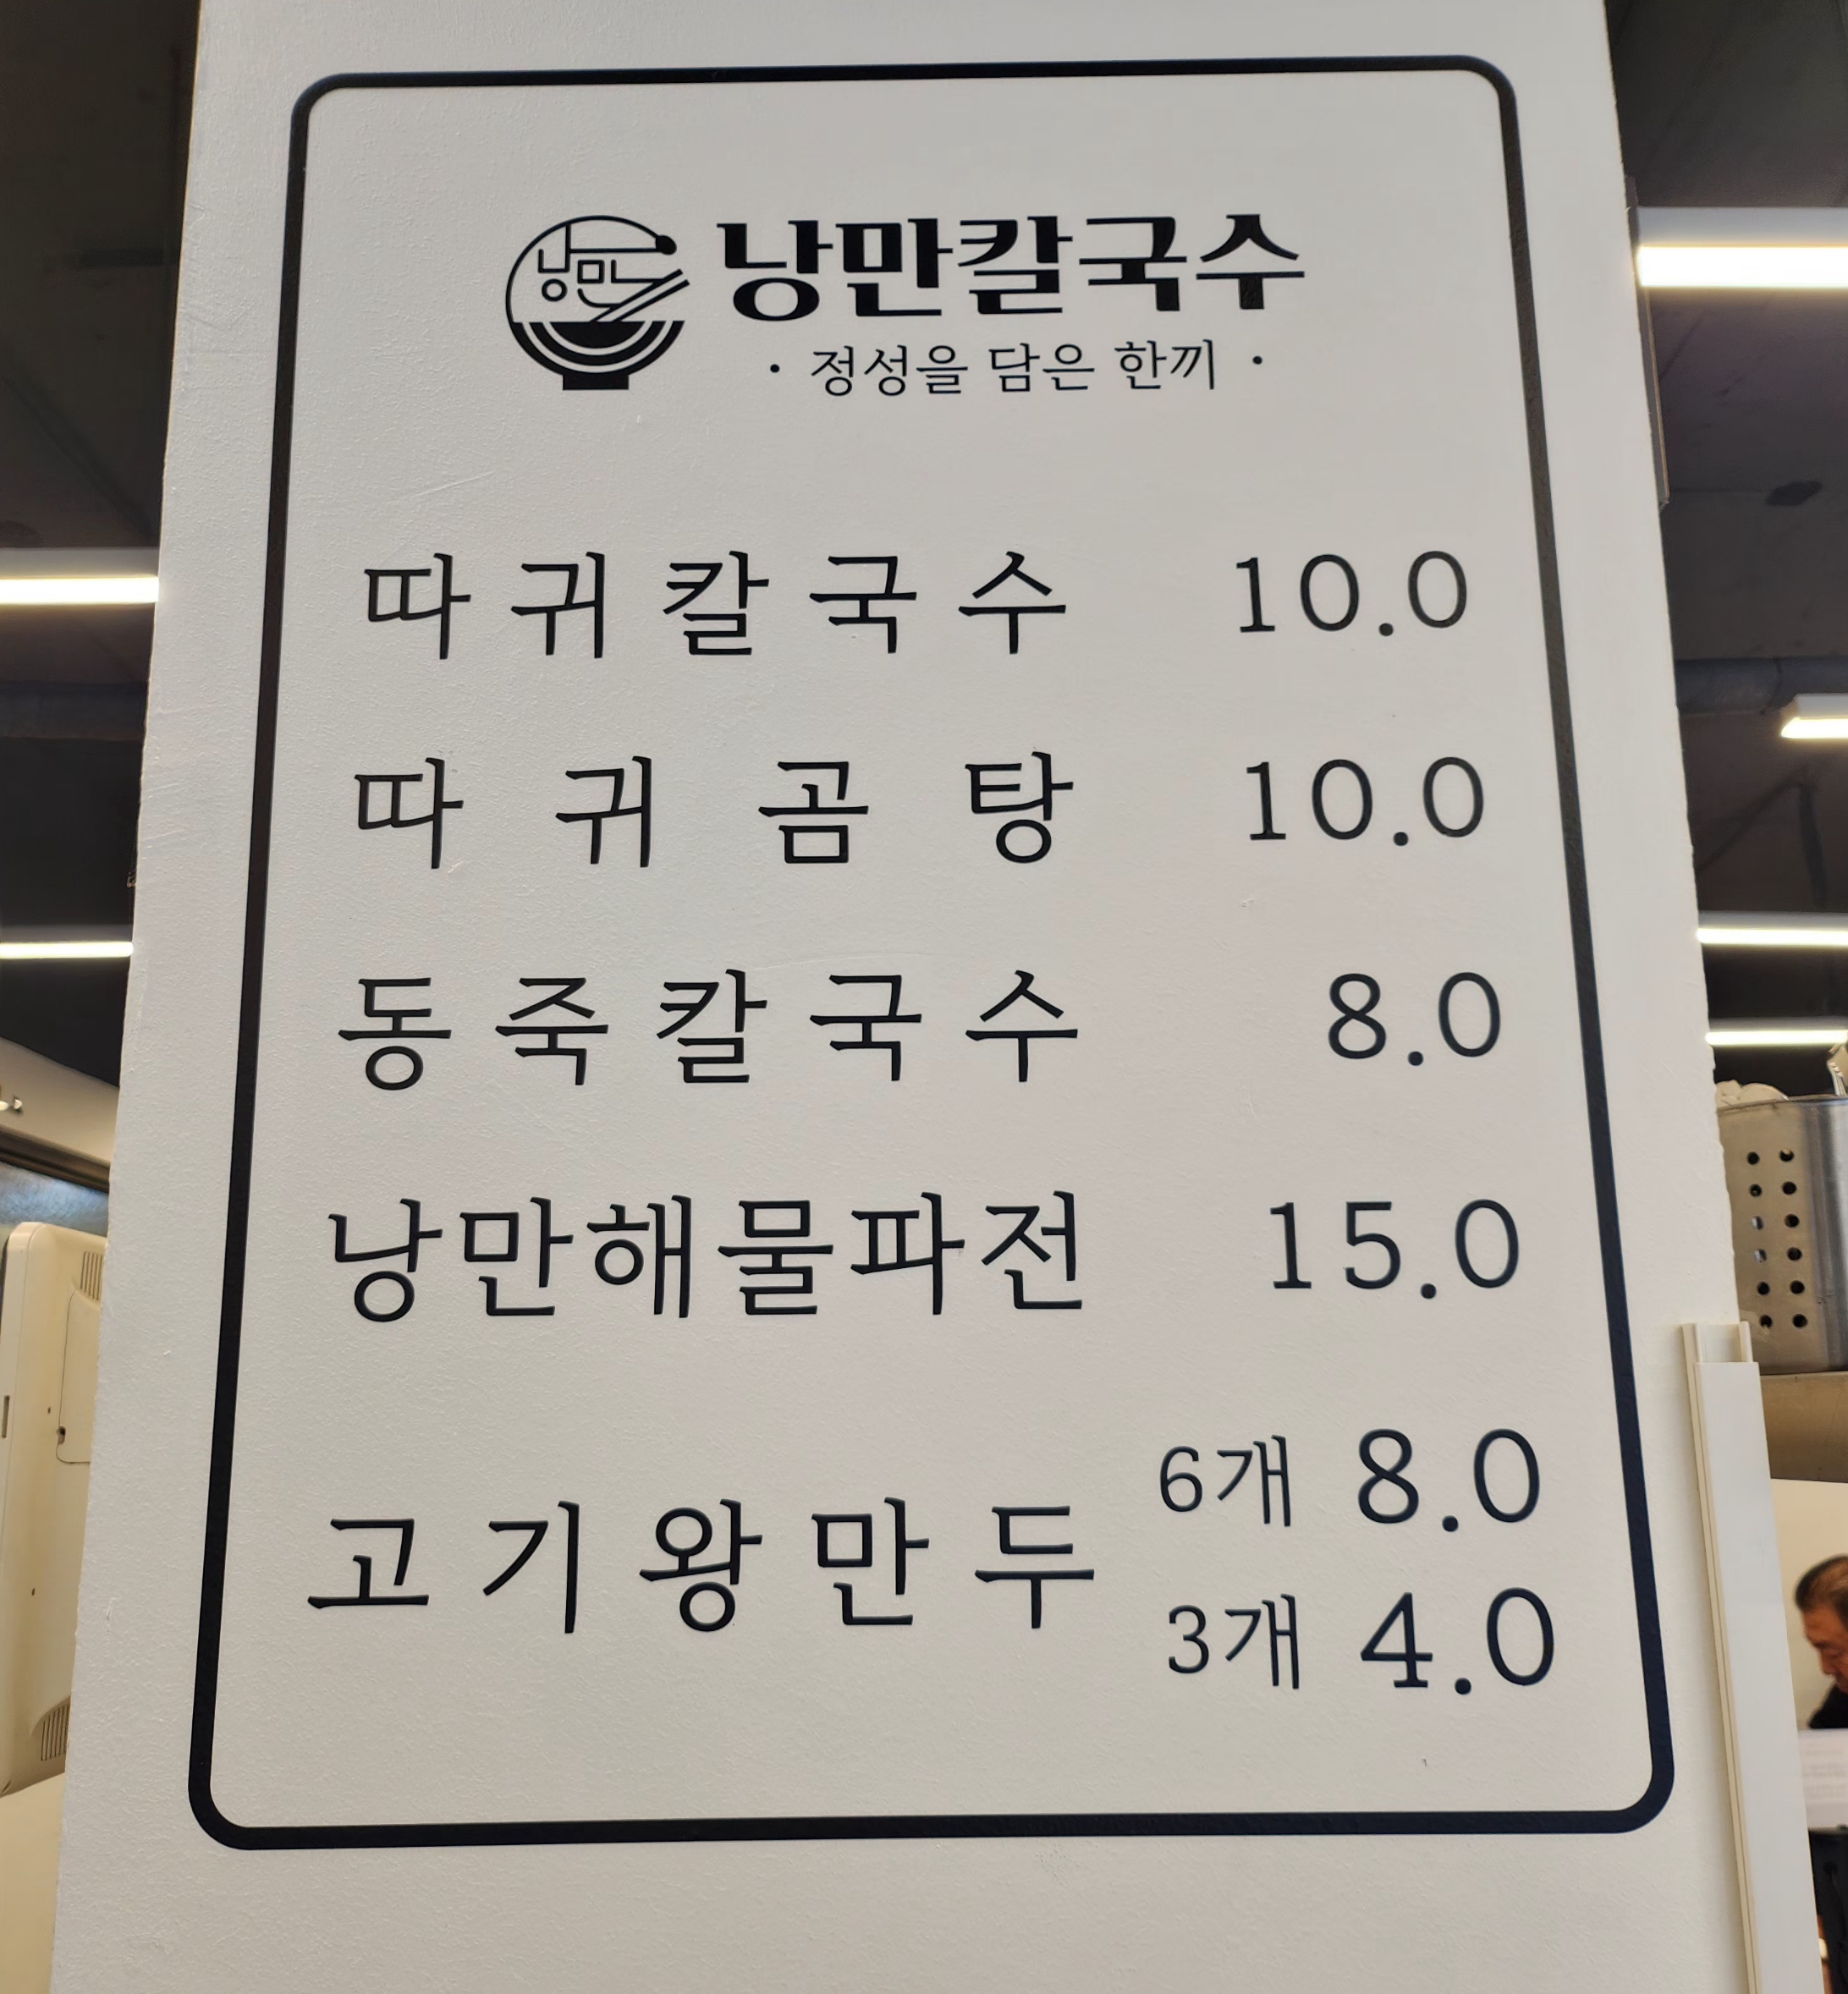 낭만
낭만칼국수
· 정성을 담은 한끼 ·
따귀칼국수 10.0
따귀곰탕 10.0
동죽칼국수 8.0
낭만해물파전 15.0
고기왕만두 6개 8.0
3개 4.0